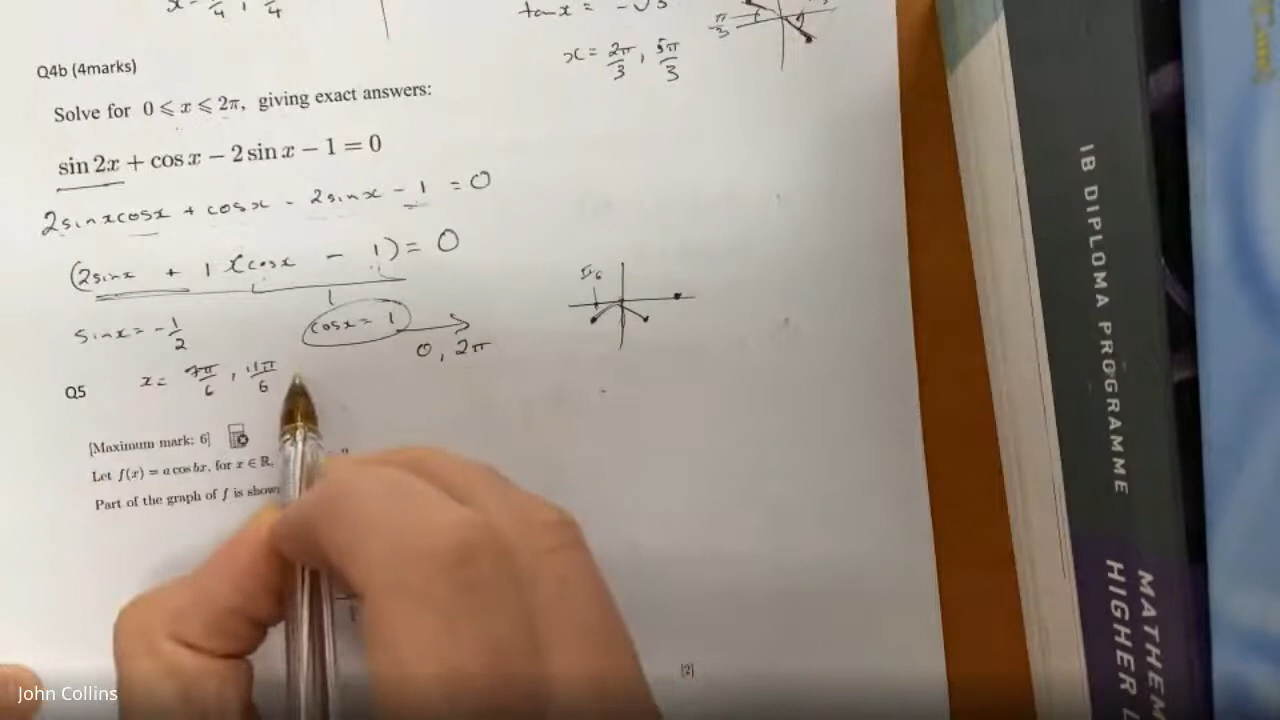 tan x = -√3
x = 2π/3, 5π/3
π/3
Q4b (4marks)
Solve for 0 ⩽ x ⩽ 2π, giving exact answers:
sin 2x + cos x − 2 sin x − 1 = 0
2sinxcosx + cosx - 2sinx - 1 = 0
(2sinx + 1)(cosx - 1) = 0
sinx = -1/2
cosx = 1
0, 2π
x = 7π/6, 11π/6
π/6
Q5
[Maximum mark: 6]
Let f(x) = a cos bx, for x ∈ ℝ,
Part of the graph of f is
[2]
IB DIPLOMA PROGRAMME
HIGHER
John Collins